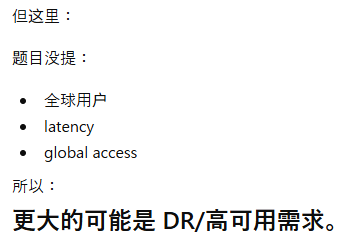 但这里：
题目没提：
• 全球用户
• latency
• global access
所以：
更大的可能是 DR/高可用需求。